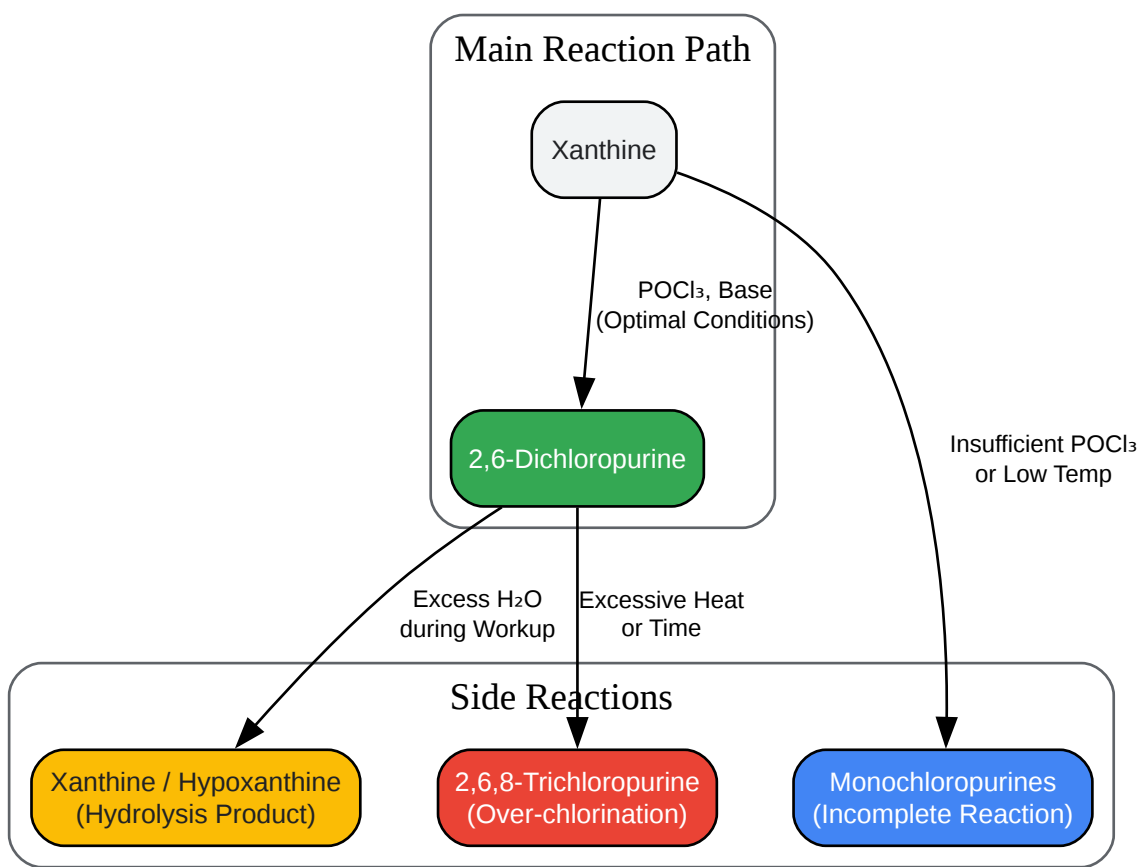 Main Reaction Path
Xanthine
POCl₃, Base
(Optimal Conditions)
2,6-Dichloropurine
Insufficient POCl₃
or Low Temp
Excess H₂O
during Workup
Excessive Heat
or Time
Side Reactions
Xanthine / Hypoxanthine
(Hydrolysis Product)
2,6,8-Trichloropurine
(Over-chlorination)
Monochloropurines
(Incomplete Reaction)